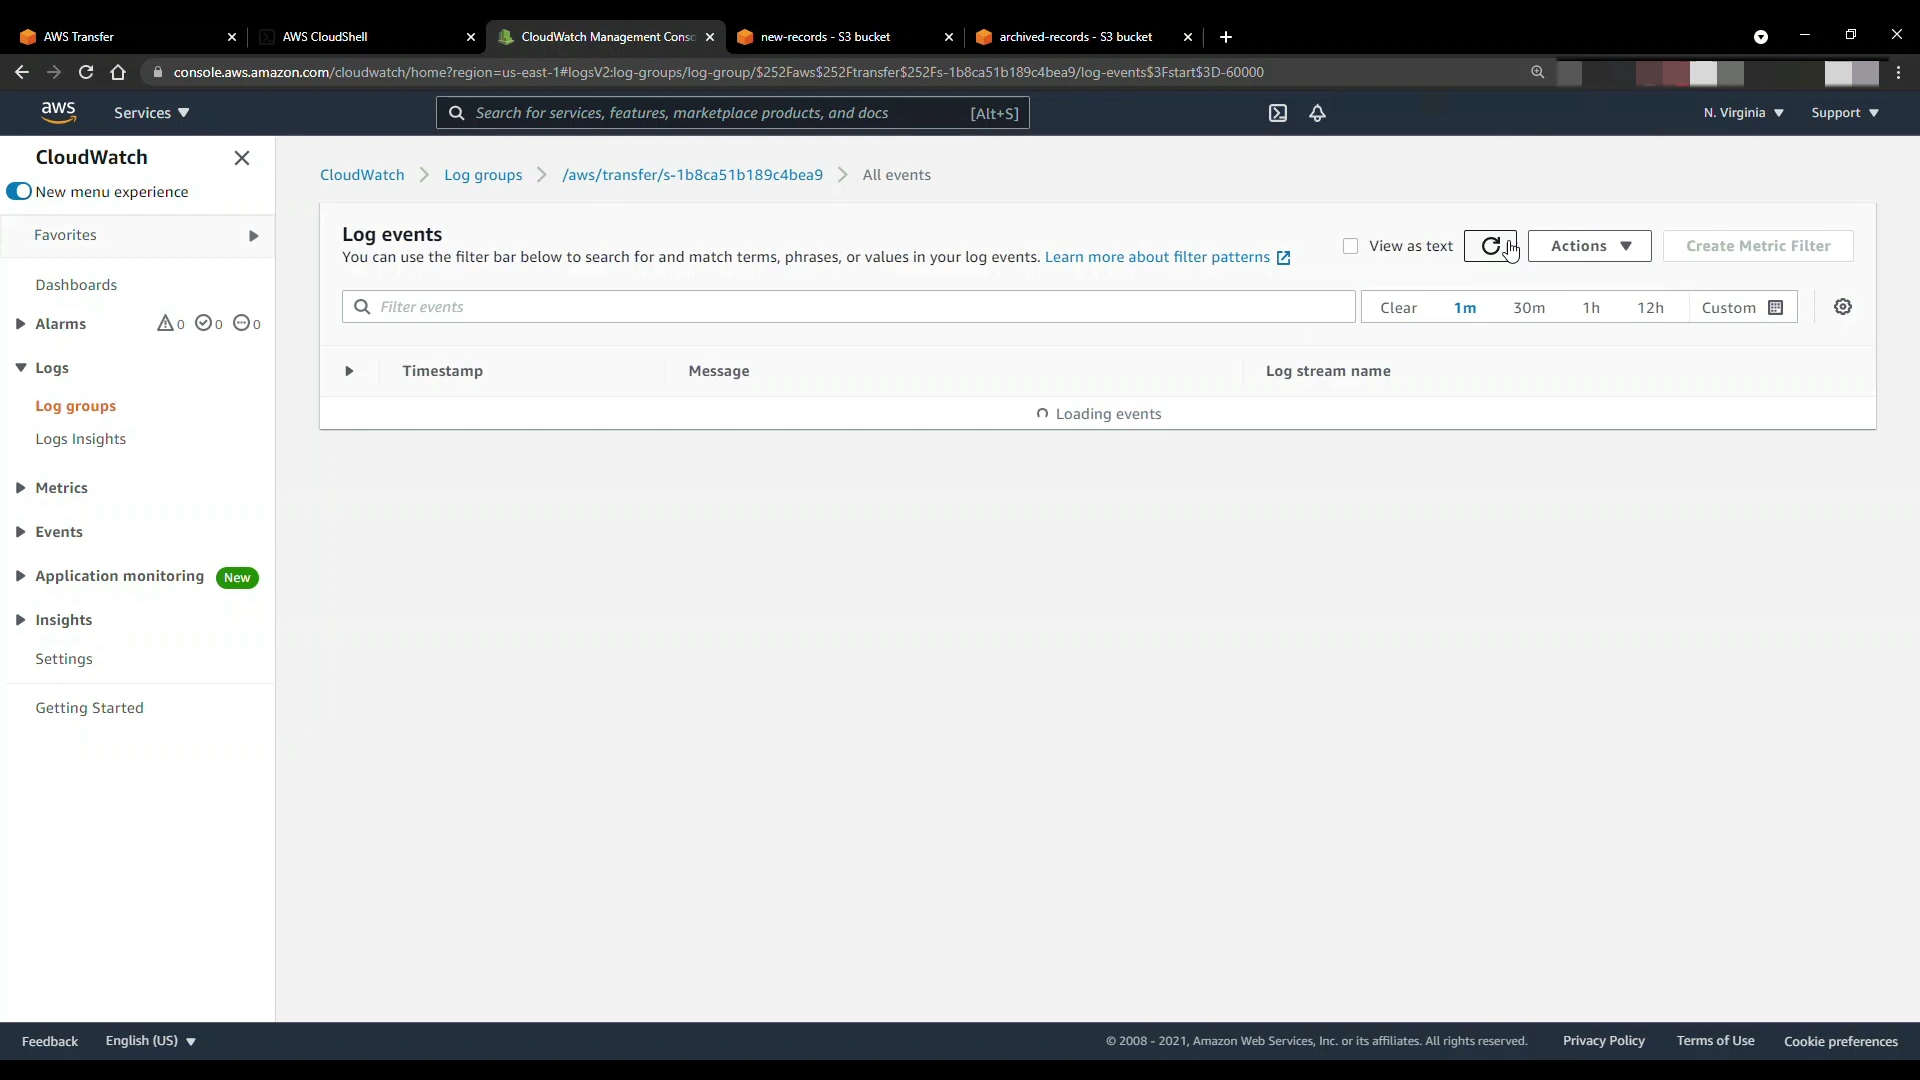 AWS Transfer
AWS CloudShell
CloudWatch Management Conso
new-records - S3 bucket
archived-records - S3 bucket
console.aws.amazon.com/cloudwatch/home?region=us-east-1#logsV2:log-groups/log-group/$252Faws$252Ftransfer$252Fs-1b8ca51b189c4bea9/log-events$3Fstart$3D-60000
aws
Services
Search for services, features, marketplace products, and docs
[Alt+S]
N. Virginia
Support
CloudWatch
New menu experience
Favorites
Dashboards
Alarms
0
0
0
Logs
Log groups
Logs Insights
Metrics
Events
Application monitoring
New
Insights
Settings
Getting Started
CloudWatch
Log groups
/aws/transfer/s-1b8ca51b189c4bea9
All events
Log events
You can use the filter bar below to search for and match terms, phrases, or values in your log events. Learn more about filter patterns
View as text
Actions
Create Metric Filter
Filter events
Clear
1m
30m
1h
12h
Custom
Timestamp
Message
Log stream name
Loading events
Feedback
English (US)
© 2008 - 2021, Amazon Web Services, Inc. or its affiliates. All rights reserved.
Privacy Policy
Terms of Use
Cookie preferences